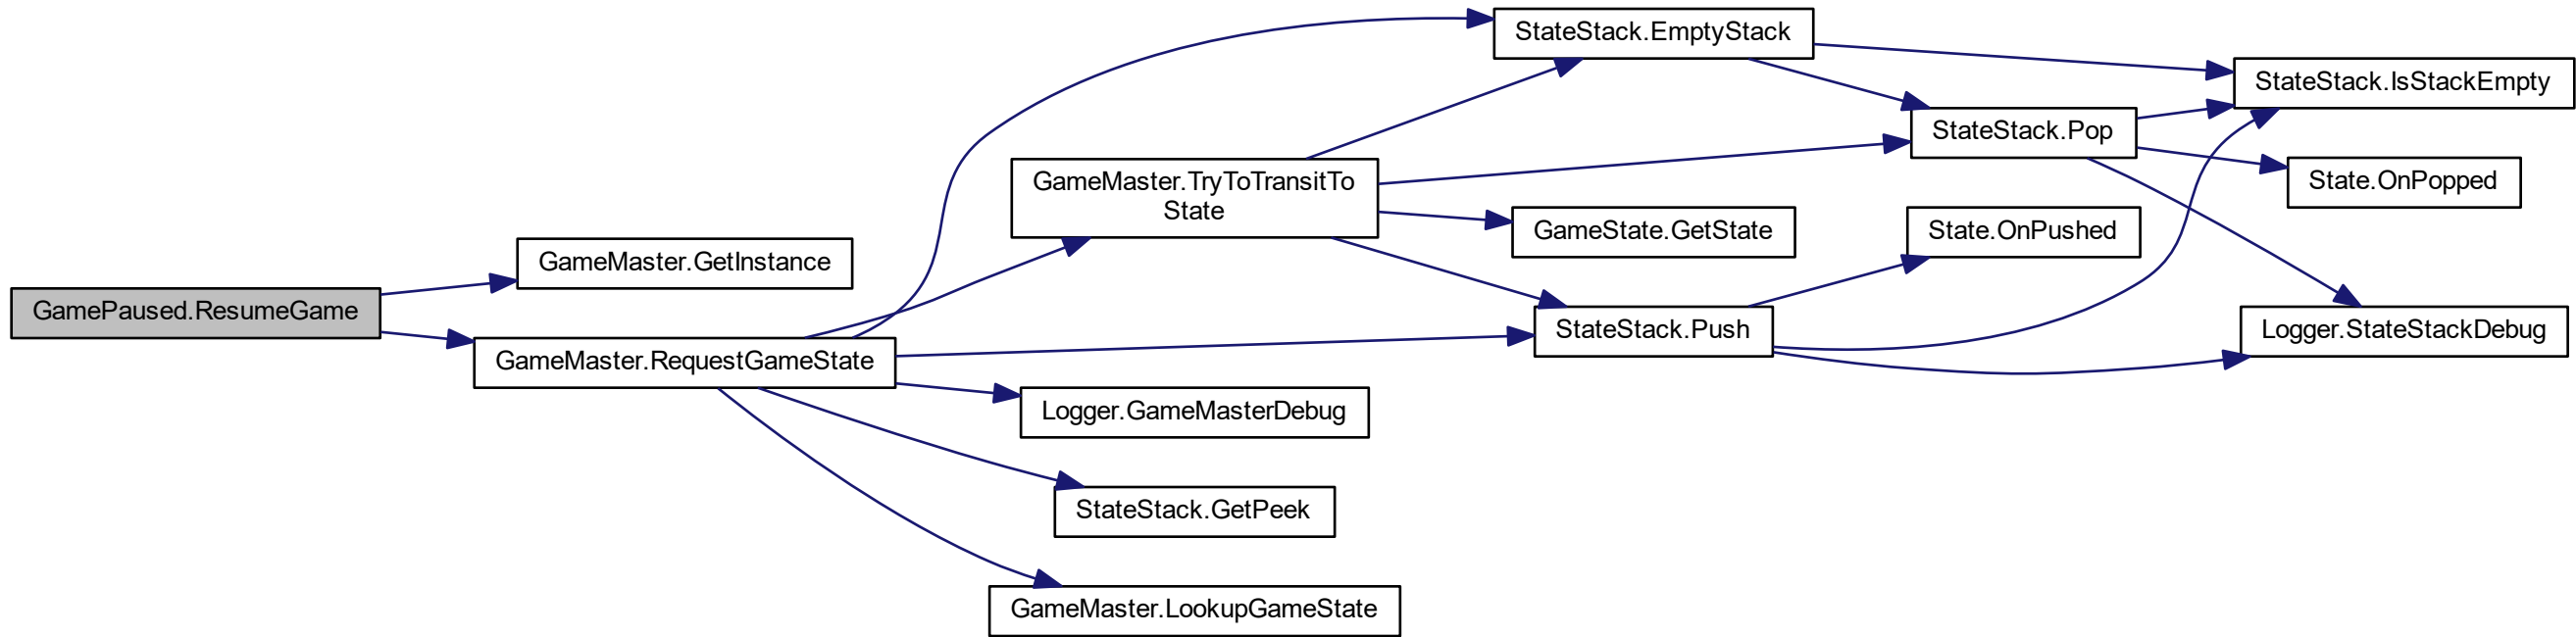 GamePaused.ResumeGame
GameMaster.GetInstance
GameMaster.RequestGameState
GameMaster.TryToTransitTo
State
Logger.GameMasterDebug
StateStack.GetPeek
GameMaster.LookupGameState
StateStack.EmptyStack
GameState.GetState
StateStack.Push
StateStack.Pop
State.OnPushed
StateStack.IsStackEmpty
State.OnPopped
Logger.StateStackDebug